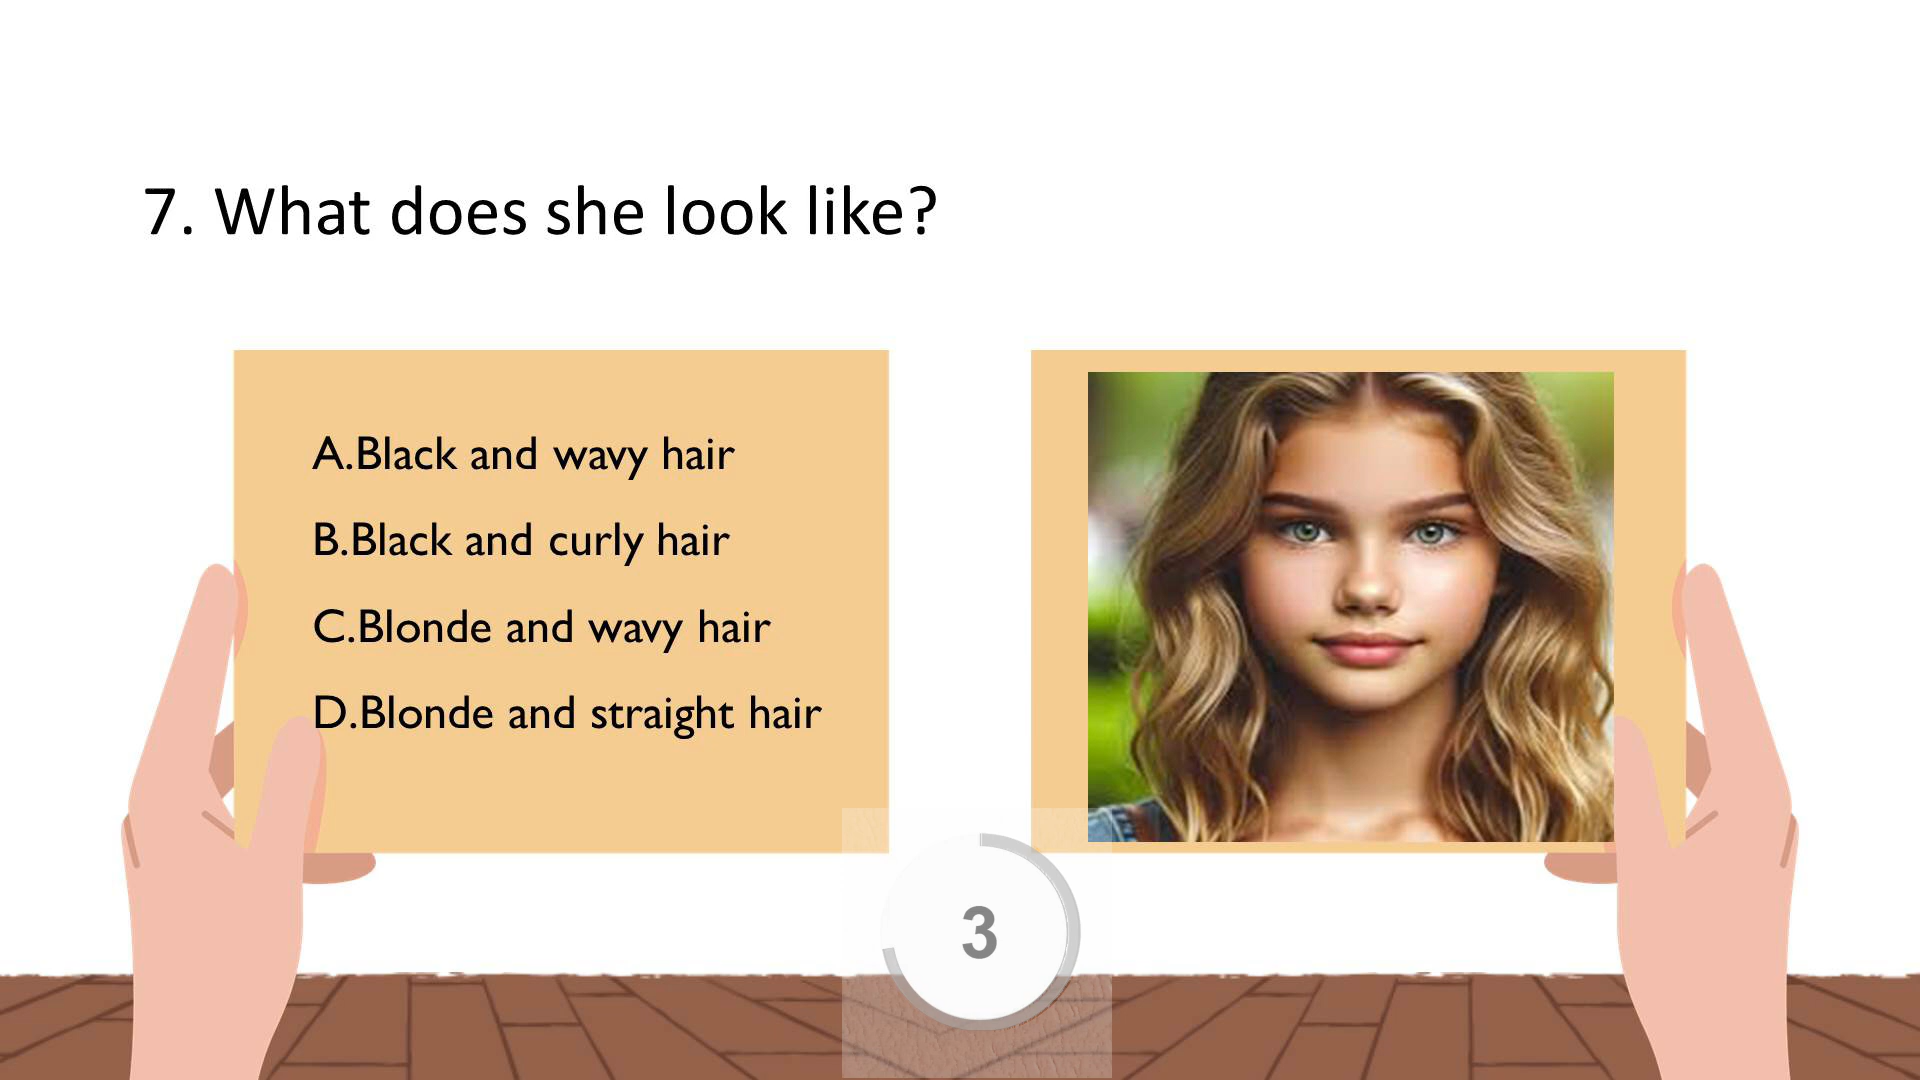 7. What does she look like?
A.Black and wavy hair
B.Black and curly hair
C.Blonde and wavy hair
D.Blonde and straight hair
3